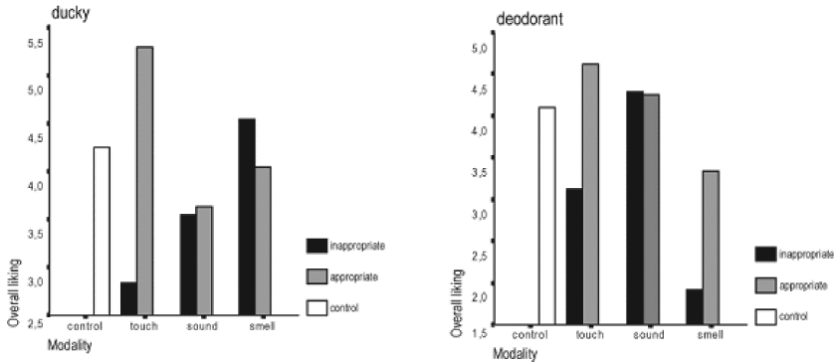 ducky
5,5
5,0
4,5
4,0
3,5
3,0
2,5
Overall liking
control touch sound smell
Modality
inappropriate
appropriate
control
deodorant
5,0
4,5
4,0
3,5
3,0
2,5
2,0
1,5
Overall liking
control touch sound smell
Modality
inappropriate
appropriate
control